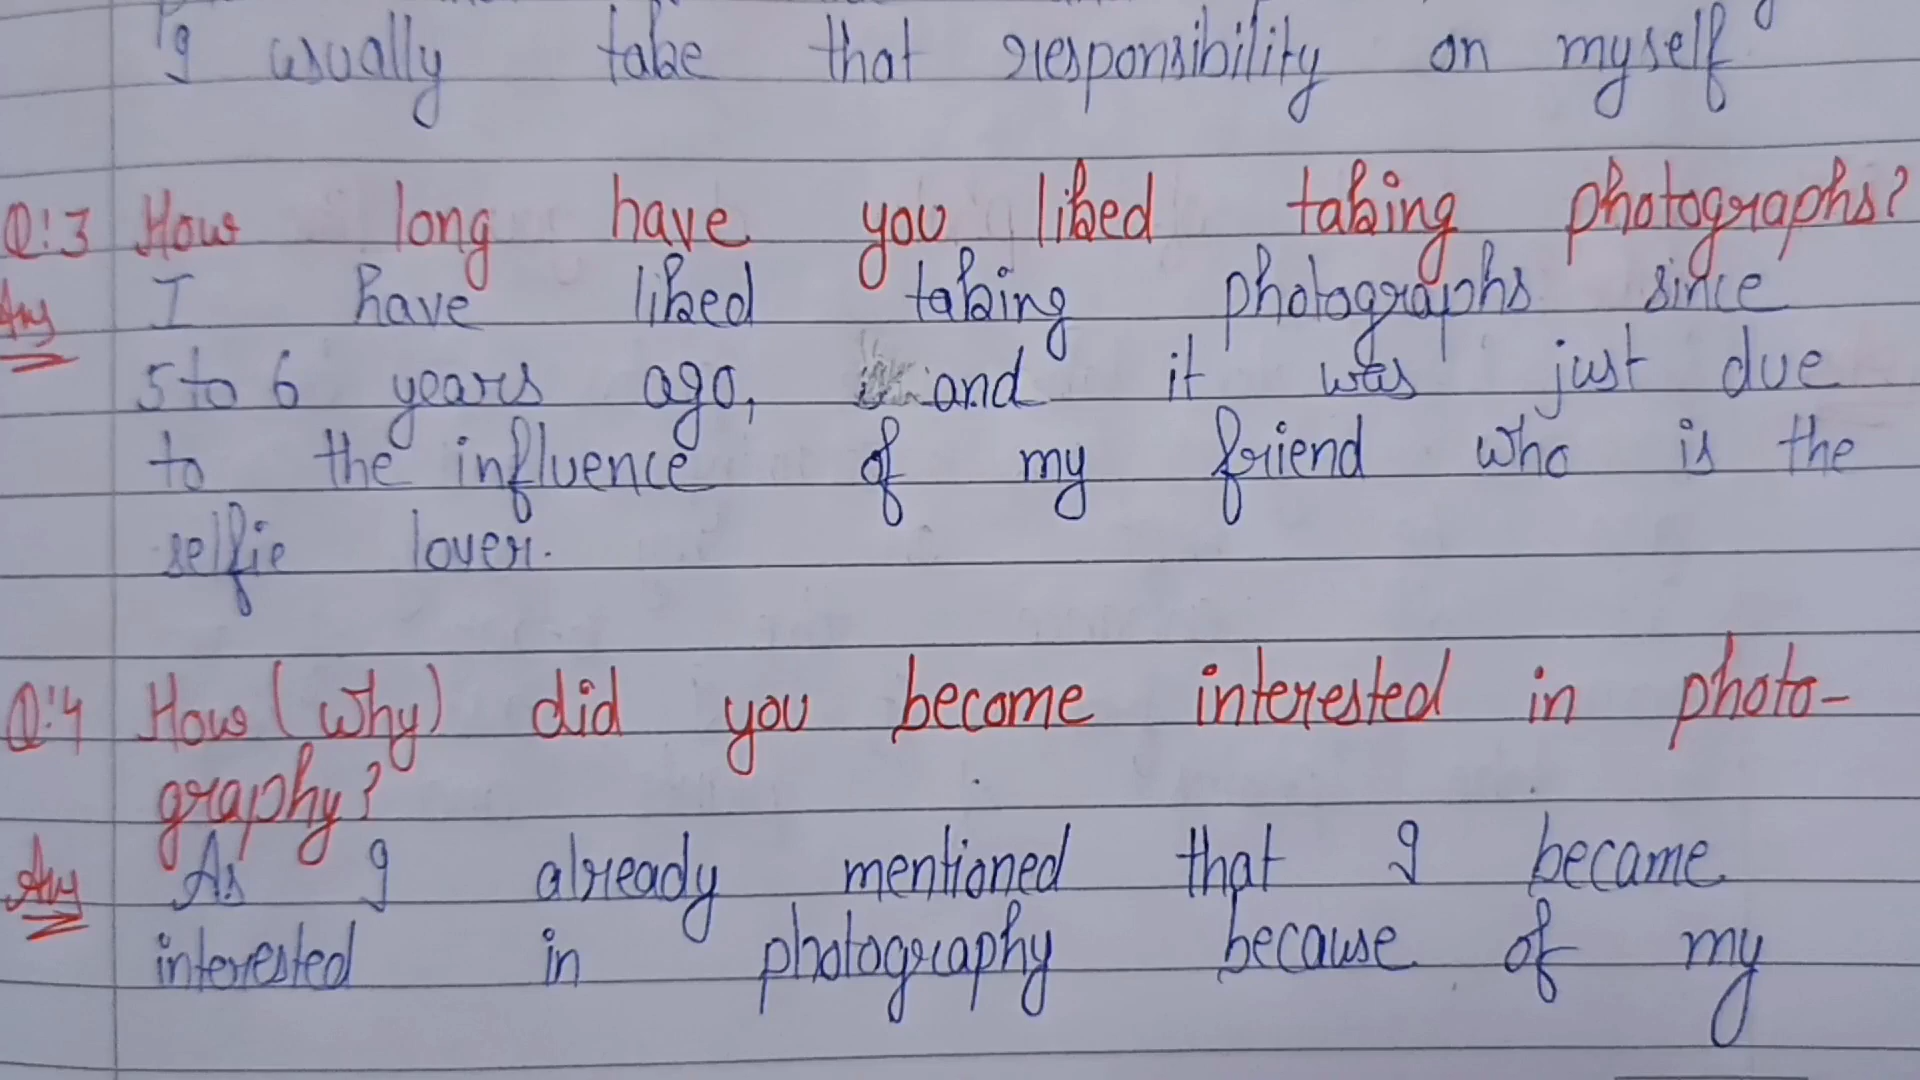 I usually take that responsibility on myself
Q:3 How long have you liked taking photographs?
Ans I have liked taking photographs since
5 to 6 years ago, and it was just due
to the influence of my friend who is the
selfie lover.
Q:4 How (why) did you become interested in photo-
graphy?
Ans As I already mentioned that I became
interested in photography because of my